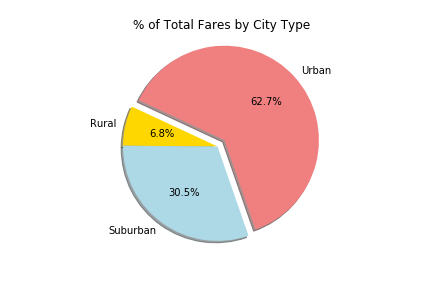 % of Total Fares by City Type
Urban
62.7%
Rural
6.8%
30.5%
Suburban